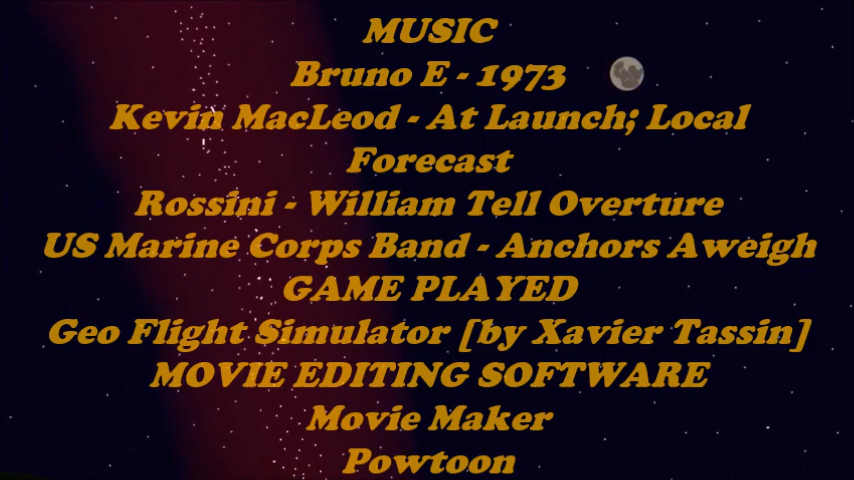 MUSIC
Bruno E - 1973
Kevin MacLeod - At Launch; Local
Forecast
Rossini - William Tell Overture
US Marine Corps Band - Anchors Aweigh
GAME PLAYED
Geo Flight Simulator [by Xavier Tassin]
MOVIE EDITING SOFTWARE
Movie Maker
Powtoon